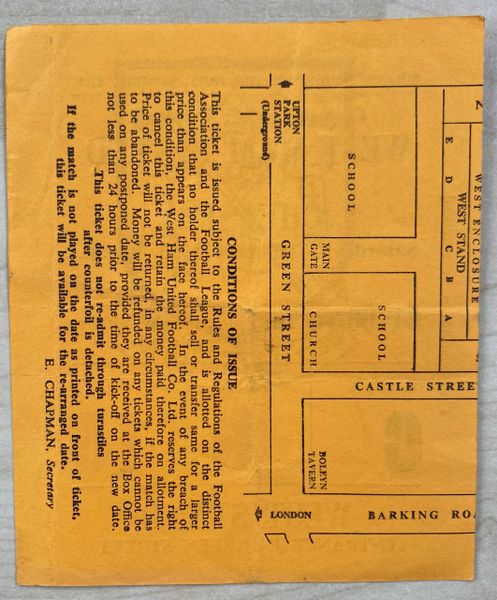 UPTON
PARK
STATION
(Underground)
GREEN STREET
SCHOOL
MAIN
GATE
CHURCH
SCHOOL
WEST ENCLOSURE
WEST STAND
E D C B A
CASTLE STREE
BOLEYN
TAVERN
LONDON
BARKING ROA
CONDITIONS OF ISSUE
This ticket is issued subject to the Rules and Regulations of the Football
Association and the Football League, and is allotted on the distinct
condition that no holder thereof shall sell or transfer same for a larger
price than appears on the face hereof. In the event of any breach of
this condition, the West Ham United Football Co. Ltd. reserves the right
to cancel this ticket and retain the money paid therefore on allotment.
Price of ticket will not be returned, in any circumstances, if the match has
to be abandoned. Money will be refunded on any tickets which cannot be
used on any postponed date, provided they are received at the Box Office
not less than 24 hours prior to the time of kick-off on the new date.
This ticket does not re-admit through turnstiles
after counterfoil is detached.
If the match is not played on the date as printed on front of ticket,
this ticket will be available for the re-arranged date.
E. CHAPMAN, Secretary